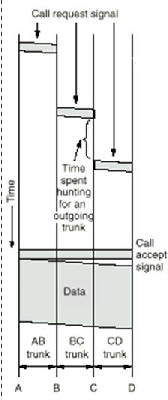 Call request signal
Time
spent
hunting
for an
outgoing
trunk
Time
Call
accept
signal
Data
AB
trunk
BC
trunk
CD
trunk
A B C D